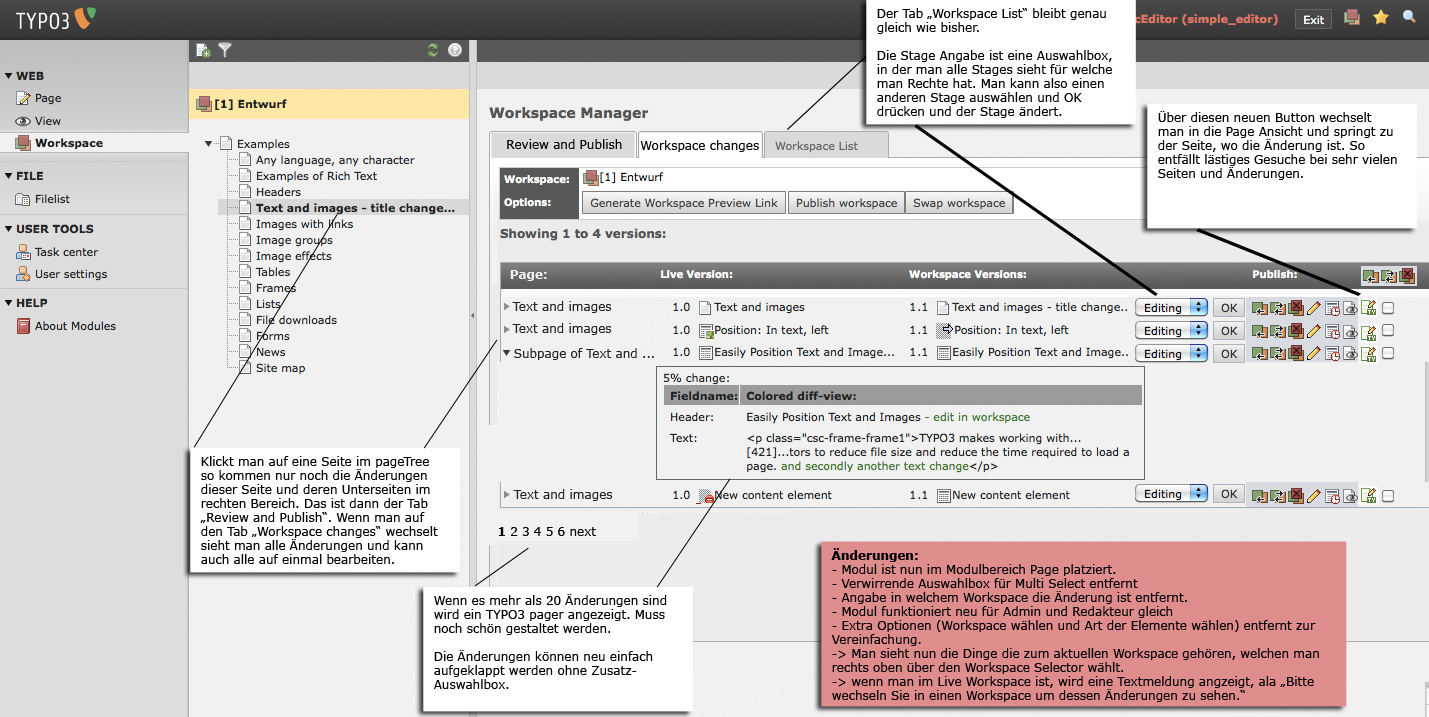 TYPO3
cEditor (simple_editor)
Exit
WEB
Page
View
Workspace
FILE
Filelist
USER TOOLS
Task center
User settings
HELP
About Modules
[1] Entwurf
Examples
Any language, any character
Examples of Rich Text
Headers
Text and images - title change...
Images with links
Image groups
Image effects
Tables
Frames
Lists
File downloads
Forms
News
Site map
Workspace Manager
Review and Publish
Workspace changes
Workspace List
Workspace:
[1] Entwurf
Options:
Generate Workspace Preview Link
Publish workspace
Swap workspace
Showing 1 to 4 versions:
Page: Live Version: Workspace Versions: Publish:
Text and images 1.0 Text and images 1.1 Text and images - title change.. Editing OK
Text and images 1.0 Position: In text, left 1.1 Position: In text, left Editing OK
Subpage of Text and ... 1.0 Easily Position Text and Image... 1.1 Easily Position Text and Image.. Editing OK
5% change:
Fieldname: Colored diff-view:
Header: Easily Position Text and Images - edit in workspace
Text: <p class="csc-frame-frame1">TYPO3 makes working with...
[421]...tors to reduce file size and reduce the time required to load a
page. and secondly another text change</p>
Text and images 1.0 New content element 1.1 New content element Editing OK
1 2 3 4 5 6 next
Der Tab „Workspace List“ bleibt genau
gleich wie bisher.
Die Stage Angabe ist eine Auswahlbox,
in der man alle Stages sieht für welche
man Rechte hat. Man kann also einen
anderen Stage auswählen und OK
drücken und der Stage ändert.
Über diesen neuen Button wechselt
man in die Page Ansicht und springt zu
der Seite, wo die Änderung ist. So
entfällt lästiges Gesuche bei sehr vielen
Seiten und Änderungen.
Klickt man auf eine Seite im pageTree
so kommen nur noch die Änderungen
dieser Seite und deren Unterseiten im
rechten Bereich. Das ist dann der Tab
„Review and Publish“. Wenn man auf
den Tab „Workspace changes“ wechselt
sieht man alle Änderungen und kann
auch alle auf einmal bearbeiten.
Wenn es mehr als 20 Änderungen sind
wird ein TYPO3 pager angezeigt. Muss
noch schön gestaltet werden.
Die Änderungen können neu einfach
aufgeklappt werden ohne Zusatz-
Auswahlbox.
Änderungen:
- Modul ist nun im Modulbereich Page platziert.
- Verwirrende Auswahlbox für Multi Select entfernt
- Angabe in welchem Workspace die Änderung ist entfernt.
- Modul funktioniert neu für Admin und Redakteur gleich
- Extra Optionen (Workspace wählen und Art der Elemente wählen) entfernt zur
Vereinfachung.
-> Man sieht nun die Dinge die zum aktuellen Workspace gehören, welchen man
rechts oben über den Workspace Selector wählt.
-> wenn man im Live Workspace ist, wird eine Textmeldung angzeigt, ala „Bitte
wechseln Sie in einen Workspace um dessen Änderungen zu sehen.“